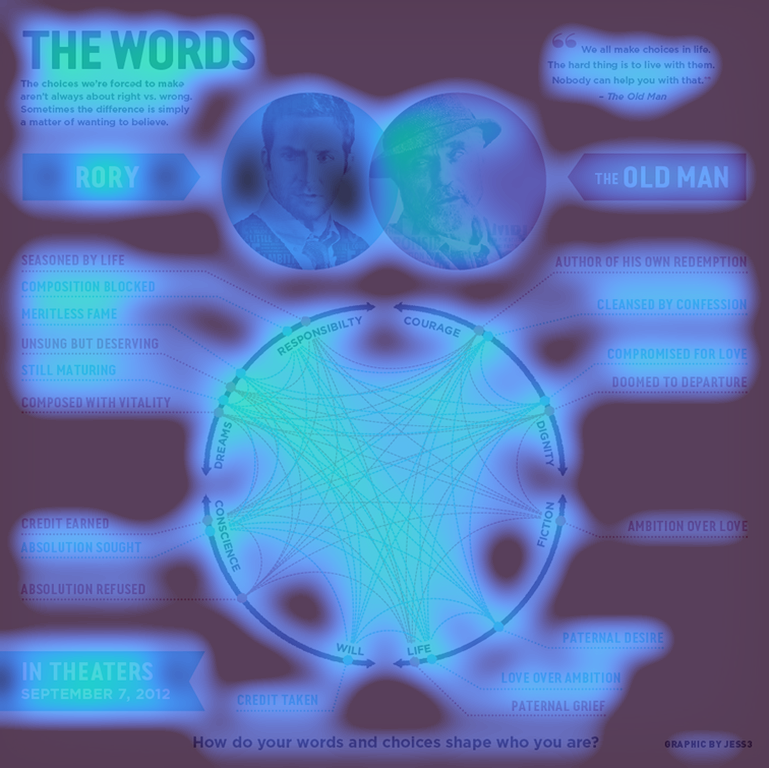 THE WORDS
The choices we're forced to make
aren't always about right vs. wrong.
Sometimes the difference is simply
a matter of wanting to believe.
“ We all make choices in life.
The hard thing is to live with them.
Nobody can help you with that.”
- The Old Man
RORY
THE OLD MAN
SEASONED BY LIFE
COMPOSITION BLOCKED
MERITLESS FAME
UNSUNG BUT DESERVING
STILL MATURING
COMPOSED WITH VITALITY
AUTHOR OF HIS OWN REDEMPTION
CLEANSED BY CONFESSION
COMPROMISED FOR LOVE
DOOMED TO DEPARTURE
RESPONSIBILTY
COURAGE
DREAMS
DIGNITY
CONSCIENCE
FICTION
WILL
LIFE
CREDIT EARNED
ABSOLUTION SOUGHT
ABSOLUTION REFUSED
AMBITION OVER LOVE
PATERNAL DESIRE
LOVE OVER AMBITION
PATERNAL GRIEF
CREDIT TAKEN
IN THEATERS
SEPTEMBER 7, 2012
How do your words and choices shape who you are?
GRAPHIC BY JESS3